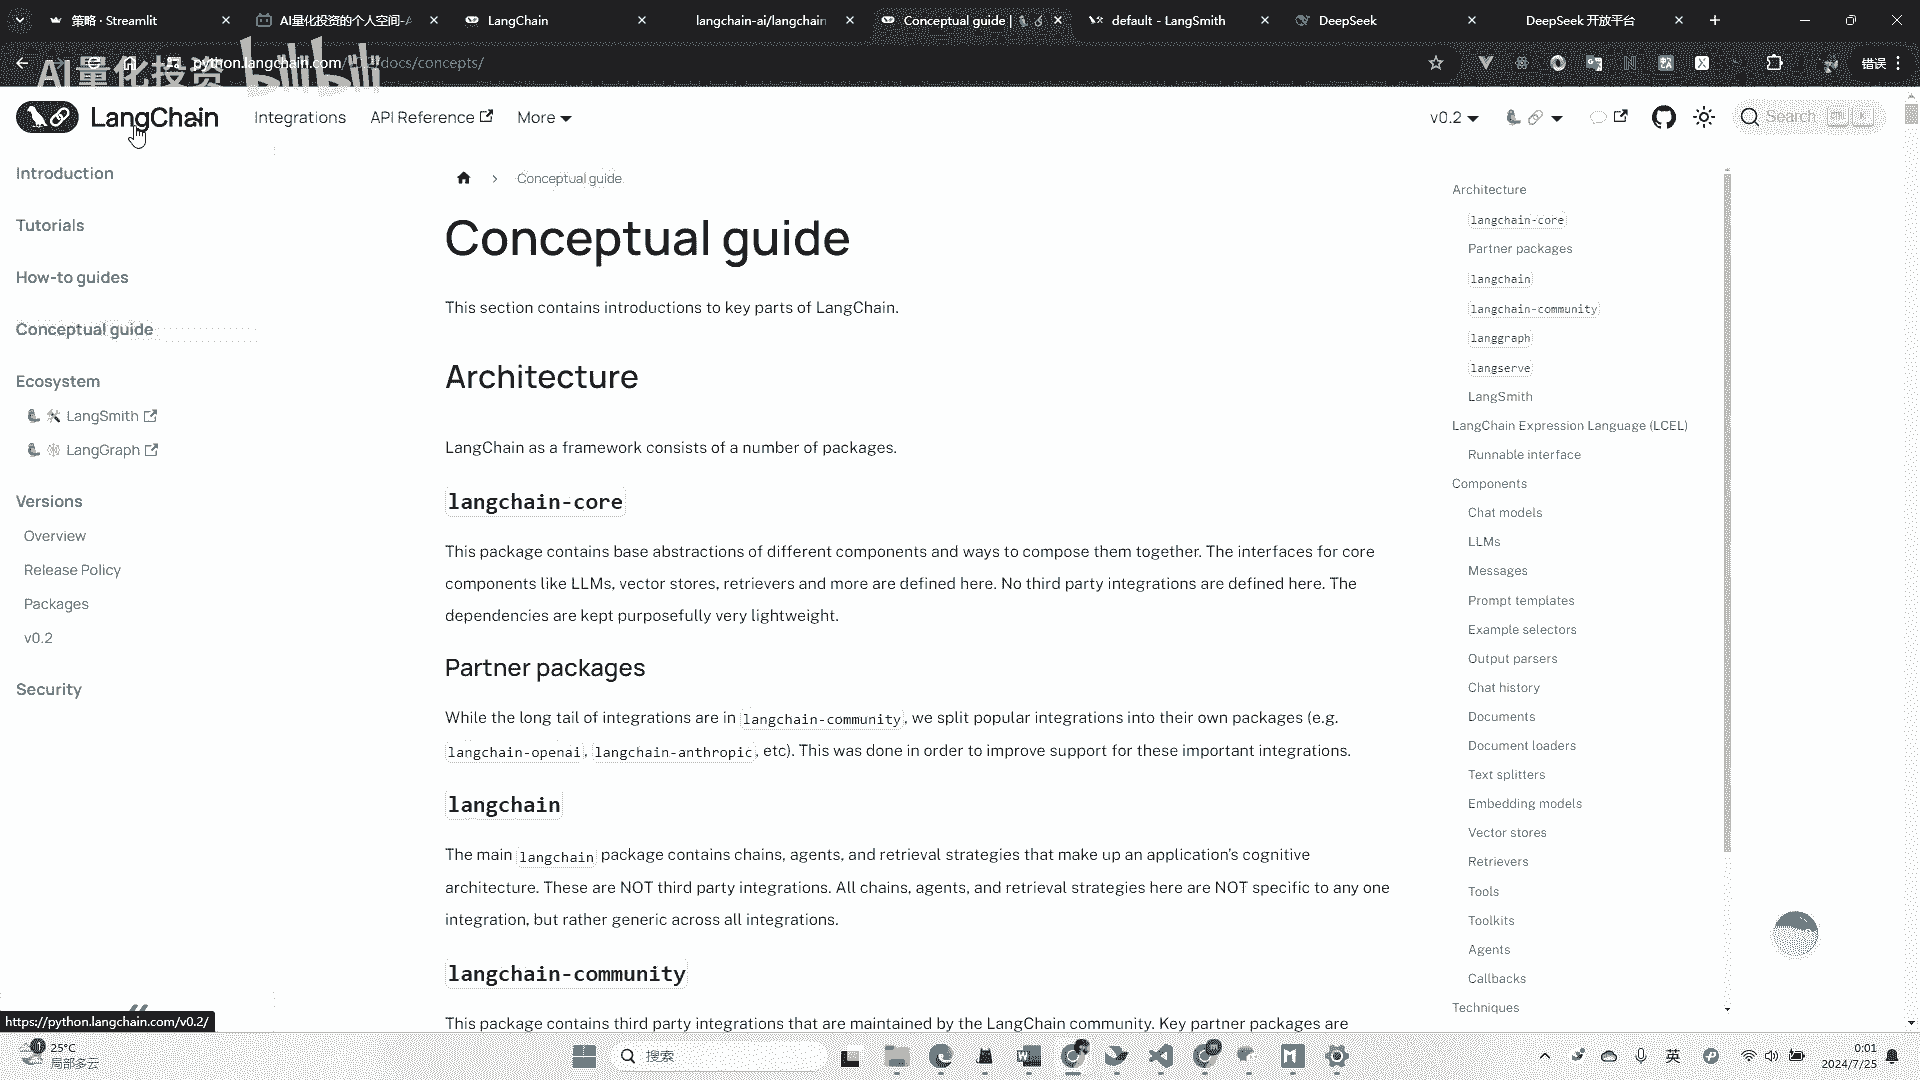 策略 · Streamlit
AI量化投资的个人空间-
LangChain
langchain-ai/langchain
Conceptual guide |
default - LangSmith
DeepSeek
DeepSeek 开放平台
python.langchain.com/v0.2/docs/concepts/
错误
AI量化投资 bilibili
LangChain
Integrations
API Reference
More
v0.2
Search
Introduction
Tutorials
How-to guides
Conceptual guide
Ecosystem
LangSmith
LangGraph
Versions
Overview
Release Policy
Packages
v0.2
Security
Conceptual guide
Conceptual guide
This section contains introductions to key parts of LangChain.
Architecture
LangChain as a framework consists of a number of packages.
langchain-core
This package contains base abstractions of different components and ways to compose them together. The interfaces for core
components like LLMs, vector stores, retrievers and more are defined here. No third party integrations are defined here. The
dependencies are kept purposefully very lightweight.
Partner packages
While the long tail of integrations are in langchain-community, we split popular integrations into their own packages (e.g.
langchain-openai, langchain-anthropic, etc). This was done in order to improve support for these important integrations.
langchain
The main langchain package contains chains, agents, and retrieval strategies that make up an application's cognitive
architecture. These are NOT third party integrations. All chains, agents, and retrieval strategies here are NOT specific to any one
integration, but rather generic across all integrations.
langchain-community
This package contains third party integrations that are maintained by the LangChain community. Key partner packages are
Architecture
langchain-core
Partner packages
langchain
langchain-community
langgraph
langserve
LangSmith
LangChain Expression Language (LCEL)
Runnable interface
Components
Chat models
LLMs
Messages
Prompt templates
Example selectors
Output parsers
Chat history
Documents
Document loaders
Text splitters
Embedding models
Vector stores
Retrievers
Tools
Toolkits
Agents
Callbacks
Techniques
https://python.langchain.com/v0.2/
25°C
局部多云
搜索
英
0:01
2024/7/25